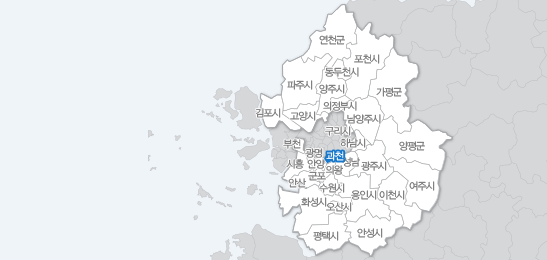 연천군
포천시
동두천시
파주시
양주시
가평군
의정부시
김포시
고양시
남양주시
구리시
하남시
부천
광명
과천
성남
양평군
시흥
안양
의왕
광주시
군포
안산
수원시
여주시
용인시
이천시
화성시
오산시
평택시
안성시